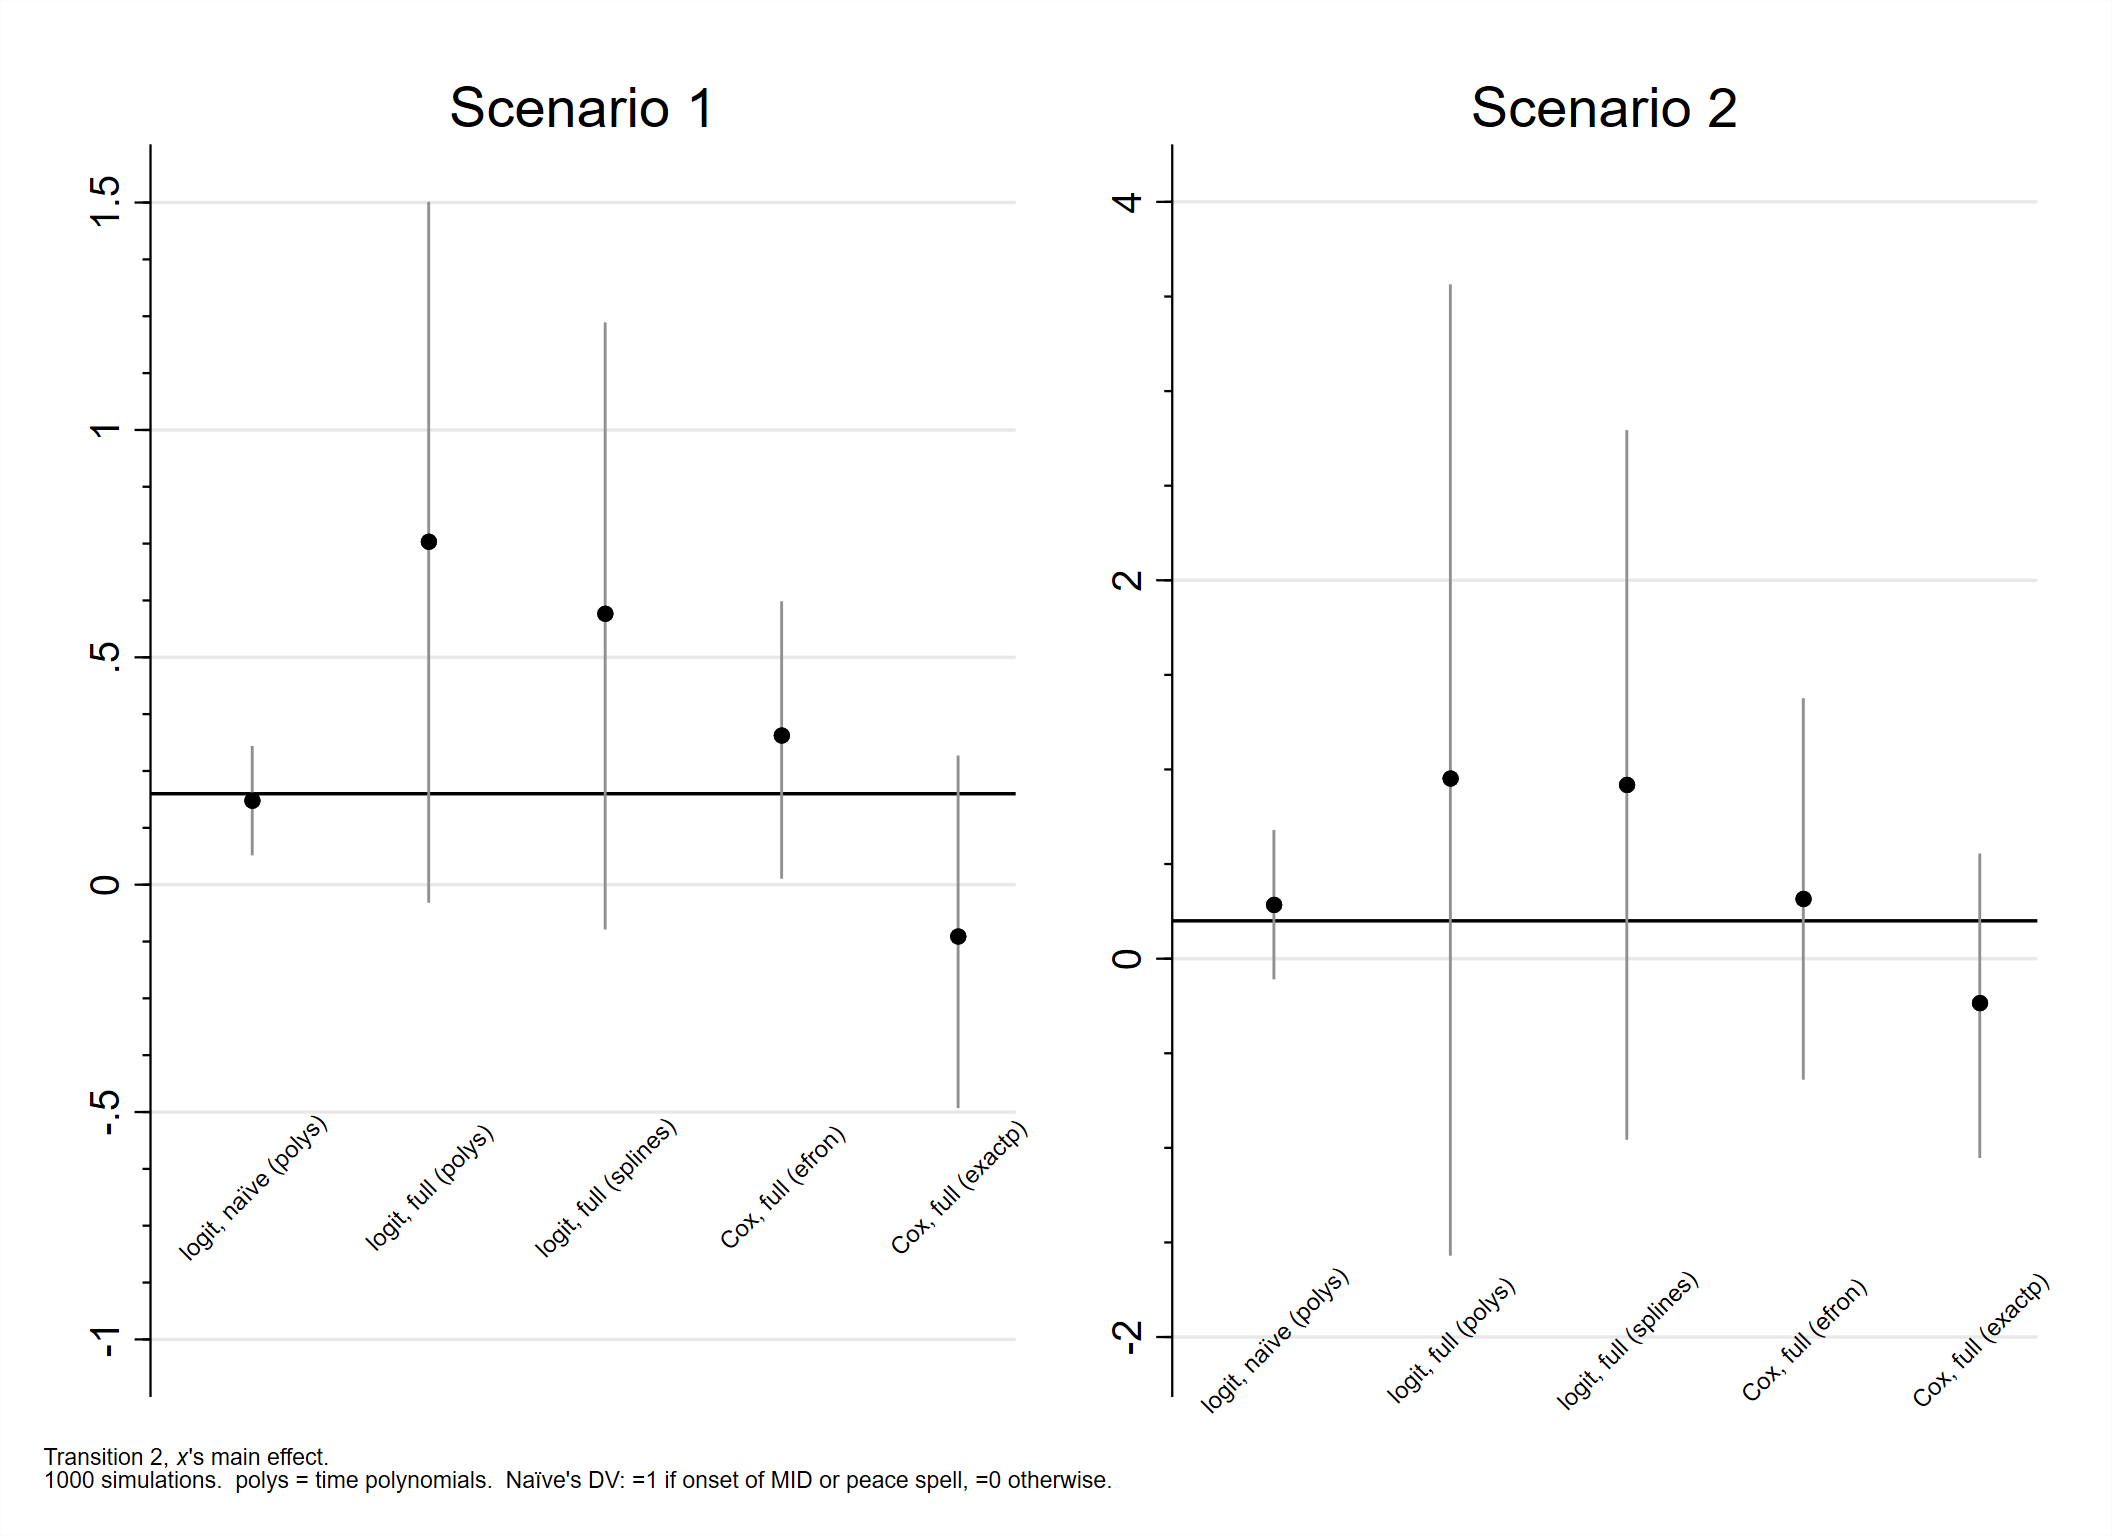 Scenario 1
1.5
1
.5
0
-.5
-1
logit, naïve (polys)
logit, full (polys)
logit, full (splines)
Cox, full (efron)
Cox, full (exactp)
Scenario 2
4
2
0
-2
logit, naïve (polys)
logit, full (polys)
logit, full (splines)
Cox, full (efron)
Cox, full (exactp)
Transition 2, x's main effect.
1000 simulations.  polys = time polynomials.  Naïve's DV: =1 if onset of MID or peace spell, =0 otherwise.